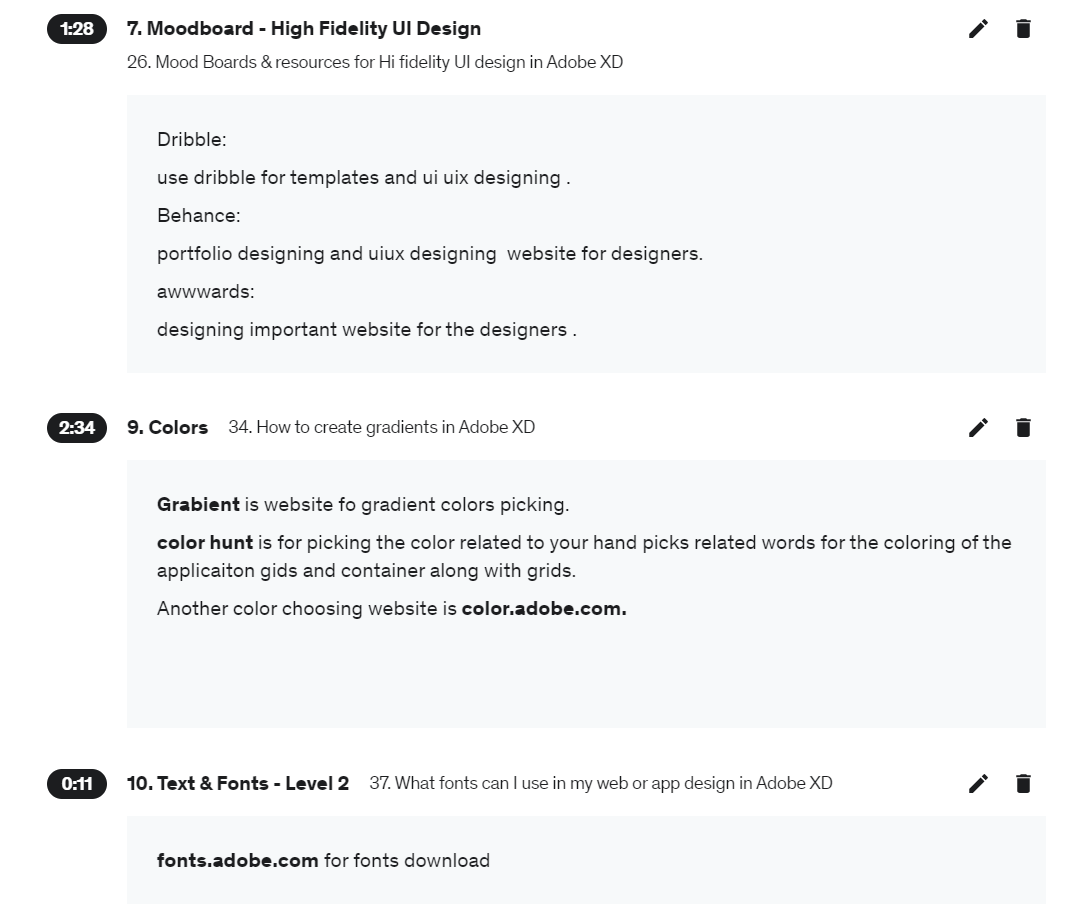 1:28 7. Moodboard - High Fidelity UI Design
26. Mood Boards & resources for Hi fidelity UI design in Adobe XD
Dribble:
use dribble for templates and ui uix designing .
Behance:
portfolio designing and uiux designing  website for designers.
awwwards:
designing important website for the designers .
2:34 9. Colors 34. How to create gradients in Adobe XD
Grabient is website fo gradient colors picking.
color hunt is for picking the color related to your hand picks related words for the coloring of the
applicaiton gids and container along with grids.
Another color choosing website is color.adobe.com.
0:11 10. Text & Fonts - Level 2 37. What fonts can I use in my web or app design in Adobe XD
fonts.adobe.com for fonts download